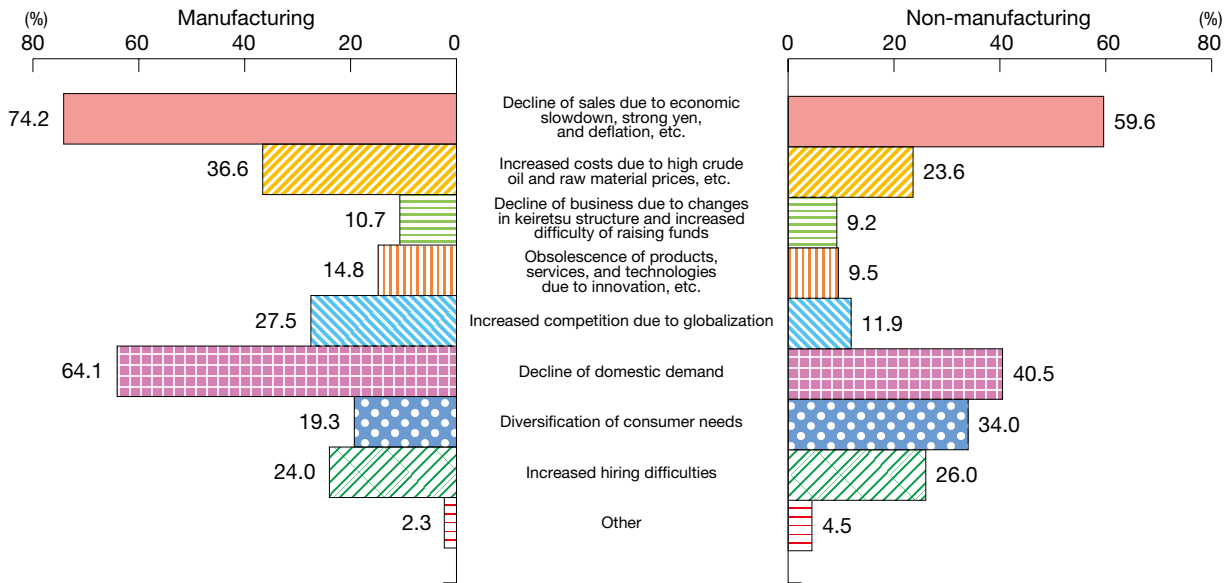 (%) Manufacturing Non-manufacturing (%)
80 60 40 20 0 0 20 40 60 80
74.2
Decline of sales due to economic
slowdown, strong yen,
and deflation, etc.
59.6
36.6
Increased costs due to high crude
oil and raw material prices, etc.
23.6
10.7
Decline of business due to changes
in keiretsu structure and increased
difficulty of raising funds
9.2
14.8
Obsolescence of products,
services, and technologies
due to innovation, etc.
9.5
27.5
Increased competition due to globalization
11.9
64.1
Decline of domestic demand
40.5
19.3
Diversification of consumer needs
34.0
24.0
Increased hiring difficulties
26.0
2.3
Other
4.5